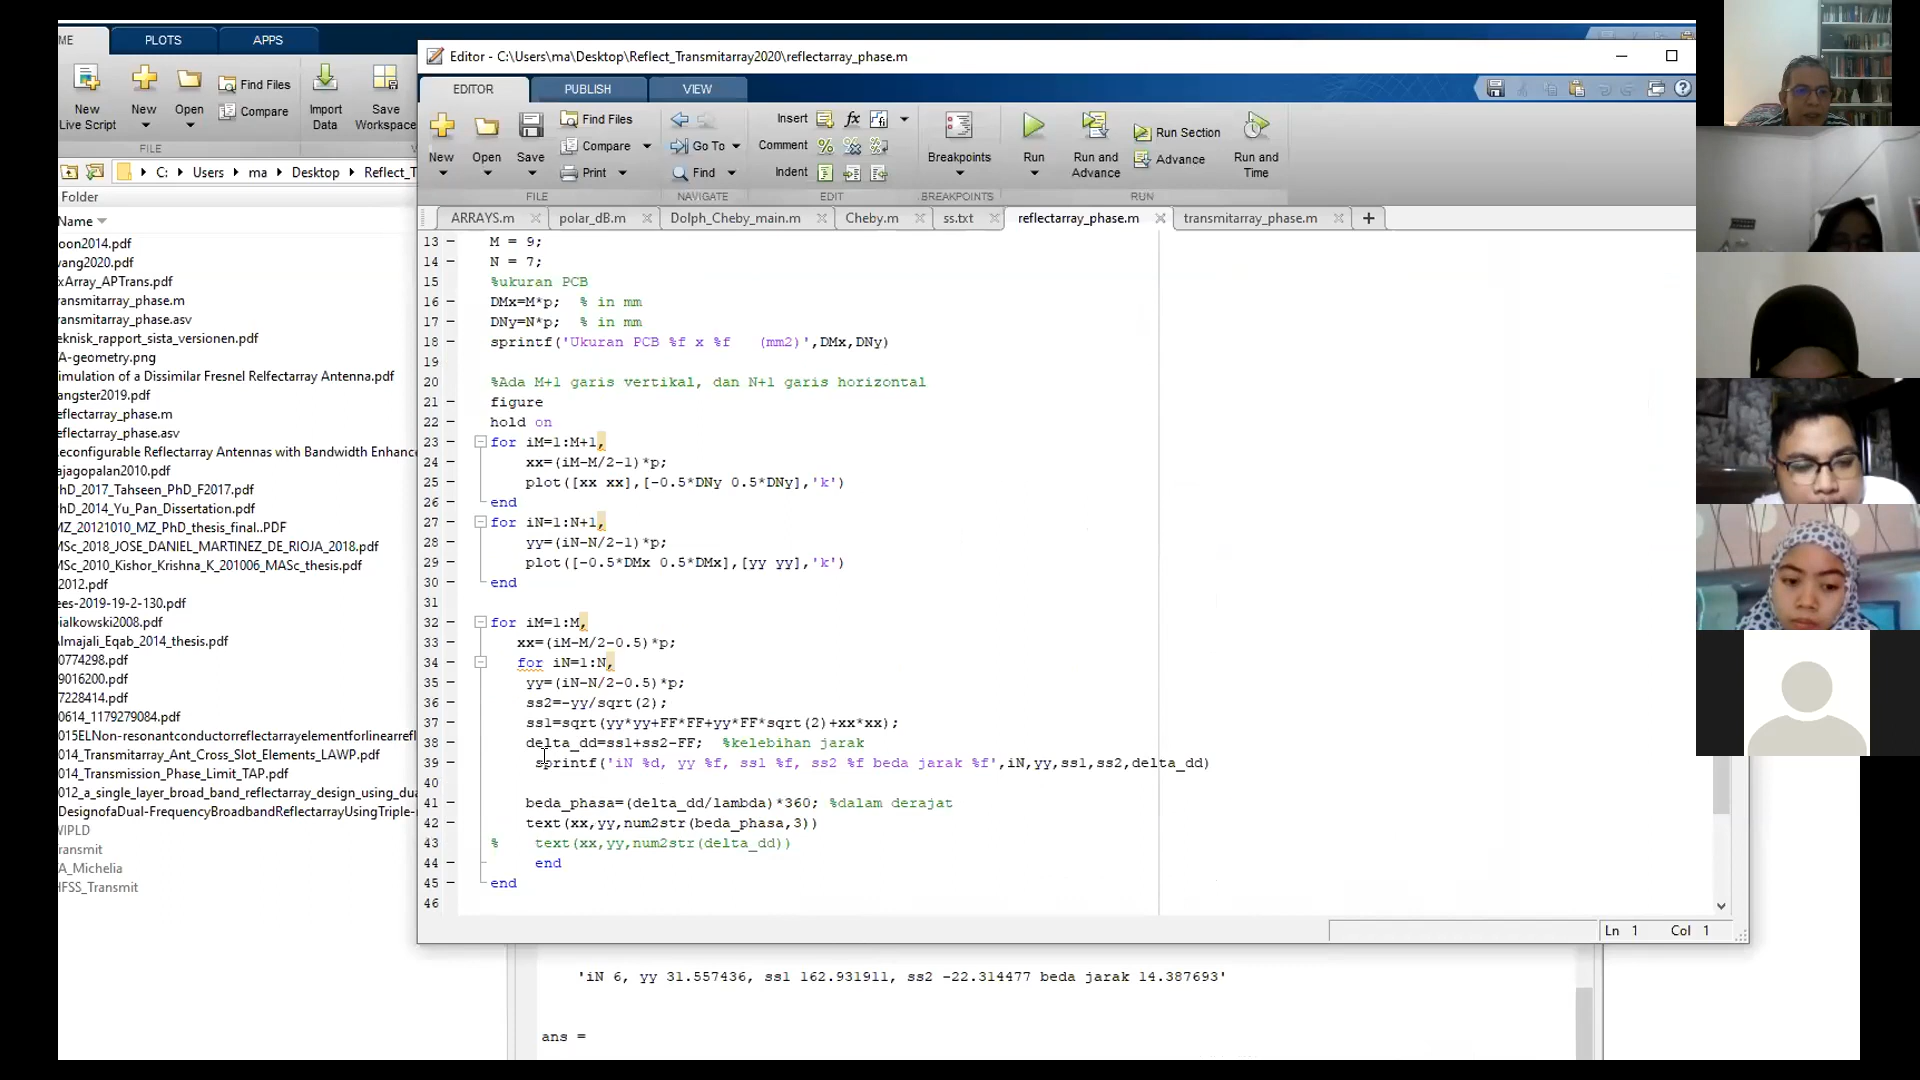 ME PLOTS APPS
New Live Script
New
Open
Find Files
Compare
Import Data
Save Workspace
FILE
C: Users ma Desktop Reflect_T
Folder
Name
oon2014.pdf
vang2020.pdf
xArray_APTrans.pdf
ransmitarray_phase.m
ransmitarray_phase.asv
eknisk_rapport_sista_versionen.pdf
A-geometry.png
imulation of a Dissimilar Fresnel Relfectarray Antenna.pdf
angster2019.pdf
eflectarray_phase.m
eflectarray_phase.asv
econfigurable Reflectarray Antennas with Bandwidth Enhance
ajagopalan2010.pdf
hD_2017_Tahseen_PhD_F2017.pdf
hD_2014_Yu_Pan_Dissertation.pdf
MZ_20121010_MZ_PhD_thesis_final..PDF
MSc_2018_JOSE_DANIEL_MARTINEZ_DE_RIOJA_2018.pdf
MSc_2010_Kishor_Krishna_K_201006_MASc_thesis.pdf
2012.pdf
ees-2019-19-2-130.pdf
ialkowski2008.pdf
Almajali_Eqab_2014_thesis.pdf
0774298.pdf
9016200.pdf
7228414.pdf
0614_1179279084.pdf
015ELNon-resonantconductorreflectarrayelementforlinearrefl
014_Transmitarray_Ant_Cross_Slot_Elements_LAWP.pdf
014_Transmission_Phase_Limit_TAP.pdf
012_a_single_layer_broad_band_reflectarray_design_using_du
DesignofaDual-FrequencyBroadbandReflectarrayUsingTriple-
WIPLD
ransmit
A_Michelia
HFSS_Transmit
Editor - C:\Users\ma\Desktop\Reflect_Transmitarray2020\reflectarray_phase.m
EDITOR PUBLISH VIEW
New
Open
Save
Find Files
Compare
Print
FILE
Go To
Find
NAVIGATE
Insert
Comment
Indent
EDIT
Breakpoints
BREAKPOINTS
Run
Run and Advance
Run Section
Advance
Run and Time
RUN
ARRAYS.m polar_dB.m Dolph_Cheby_main.m Cheby.m ss.txt reflectarray_phase.m transmitarray_phase.m
13 M = 9;
14 N = 7;
15 %ukuran PCB
16 DMx=M*p; % in mm
17 DNy=N*p; % in mm
18 sprintf('Ukuran PCB %f x %f (mm2)',DMx,DNy)
19
20 %Ada M+1 garis vertikal, dan N+1 garis horizontal
21 figure
22 hold on
23 for iM=1:M+1,
24 xx=(iM-M/2-1)*p;
25 plot([xx xx],[-0.5*DNy 0.5*DNy],'k')
26 end
27 for iN=1:N+1,
28 yy=(iN-N/2-1)*p;
29 plot([-0.5*DMx 0.5*DMx],[yy yy],'k')
30 end
31
32 for iM=1:M,
33 xx=(iM-M/2-0.5)*p;
34 for iN=1:N,
35 yy=(iN-N/2-0.5)*p;
36 ss2=-yy/sqrt(2);
37 ss1=sqrt(yy*yy+FF*FF+yy*FF*sqrt(2)+xx*xx);
38 delta_dd=ss1+ss2-FF; %kelebihan jarak
39 sprintf('iN %d, yy %f, ss1 %f, ss2 %f beda jarak %f',iN,yy,ss1,ss2,delta_dd)
40
41 beda_phasa=(delta_dd/lambda)*360; %dalam derajat
42 text(xx,yy,num2str(beda_phasa,3))
43 % text(xx,yy,num2str(delta_dd))
44 end
45 end
46
Ln 1 Col 1
'iN 6, yy 31.557436, ss1 162.931911, ss2 -22.314477 beda jarak 14.387693'
ans =